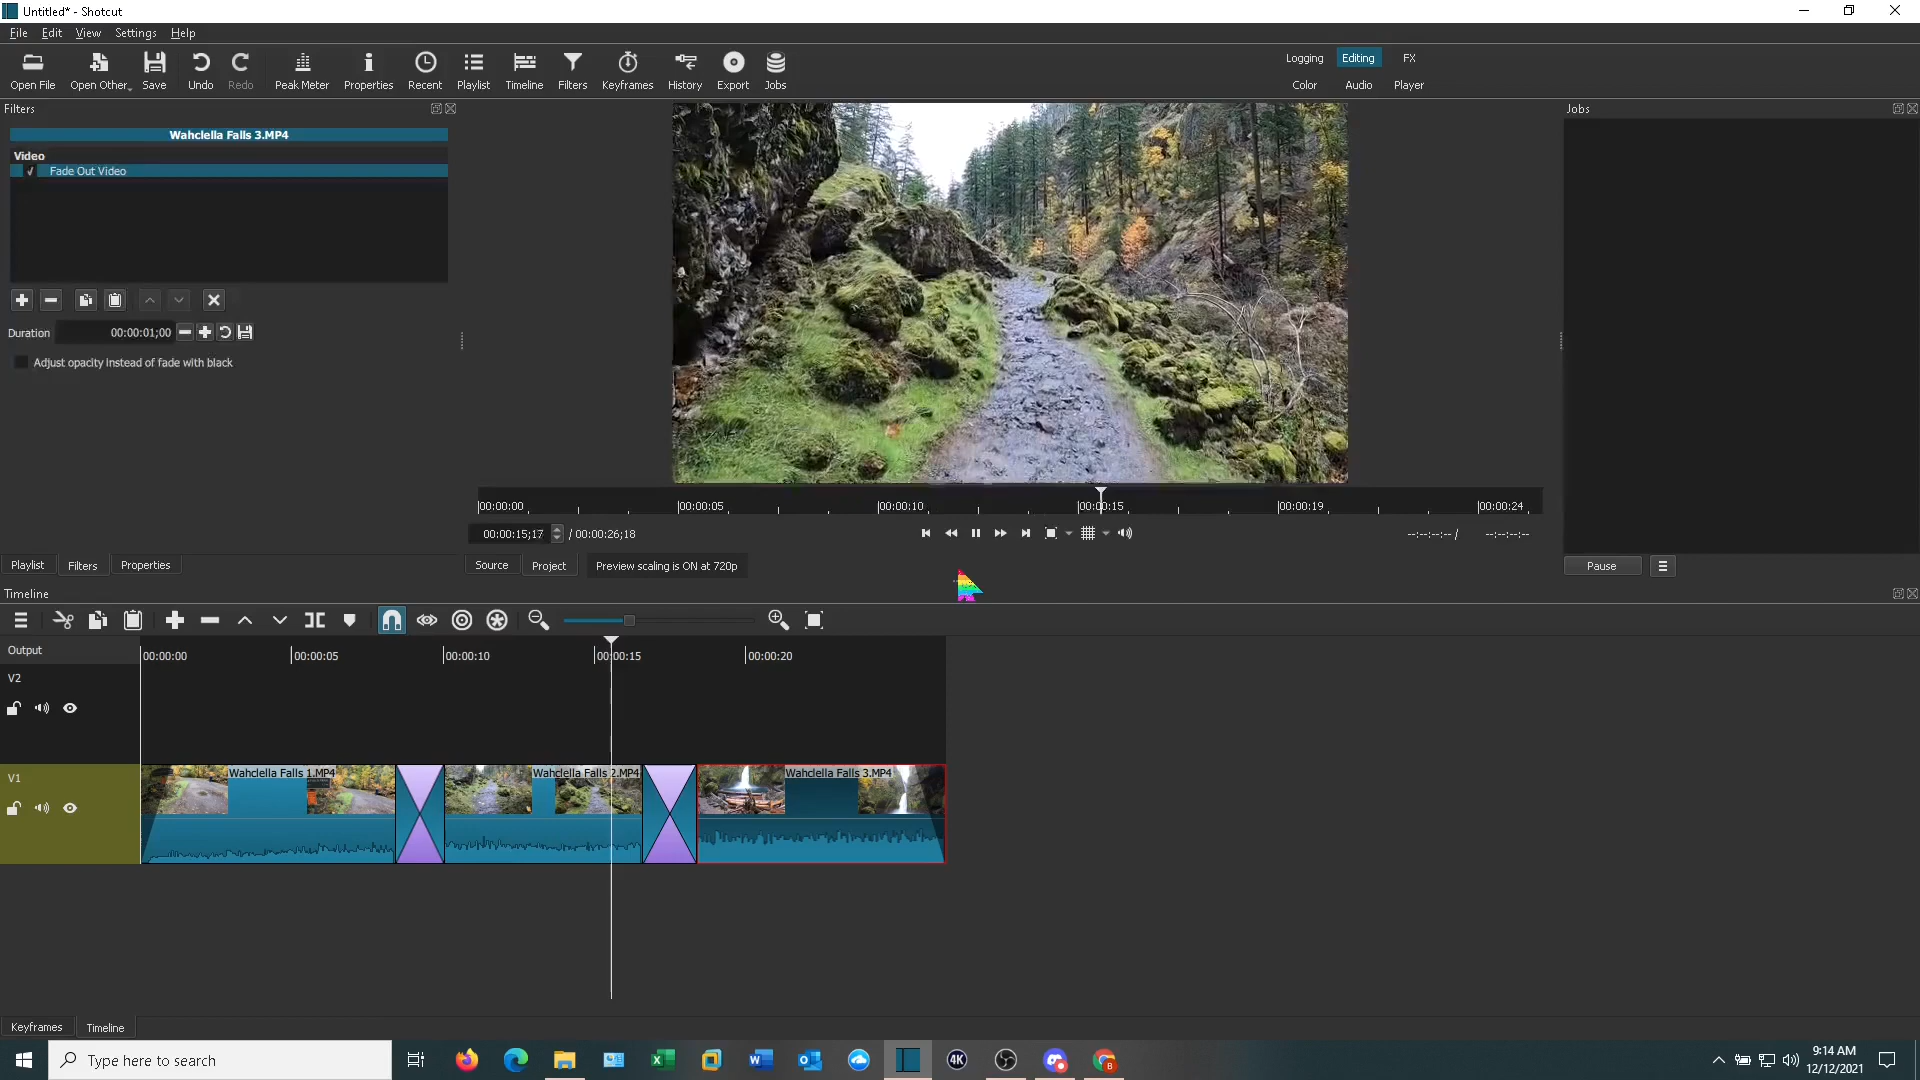 Untitled* - Shotcut
File Edit View Settings Help
Open File Open Other Save Undo Redo Peak Meter Properties Recent Playlist Timeline Filters Keyframes History Export Jobs
Logging Editing FX
Color Audio Player
Filters
Jobs
Wahclella Falls 3.MP4
Video
Fade Out Video
Duration 00:00:01;00
Adjust opacity instead of fade with black
00:00:00 00:00:05 00:00:10 00:00:15 00:00:19 00:00:24
00:00:15;17 / 00:00:26;18
--:--:--:-- / --:--:--:--
Playlist Filters Properties
Source Project Preview scaling is ON at 720p
Pause
Timeline
Output
00:00:00 00:00:05 00:00:10 00:00:15 00:00:20
V2
V1
Wahclella Falls 1.MP4 Wahclella Falls 2.MP4 Wahclella Falls 3.MP4
Keyframes Timeline
Type here to search
4K
9:14 AM
12/12/2021